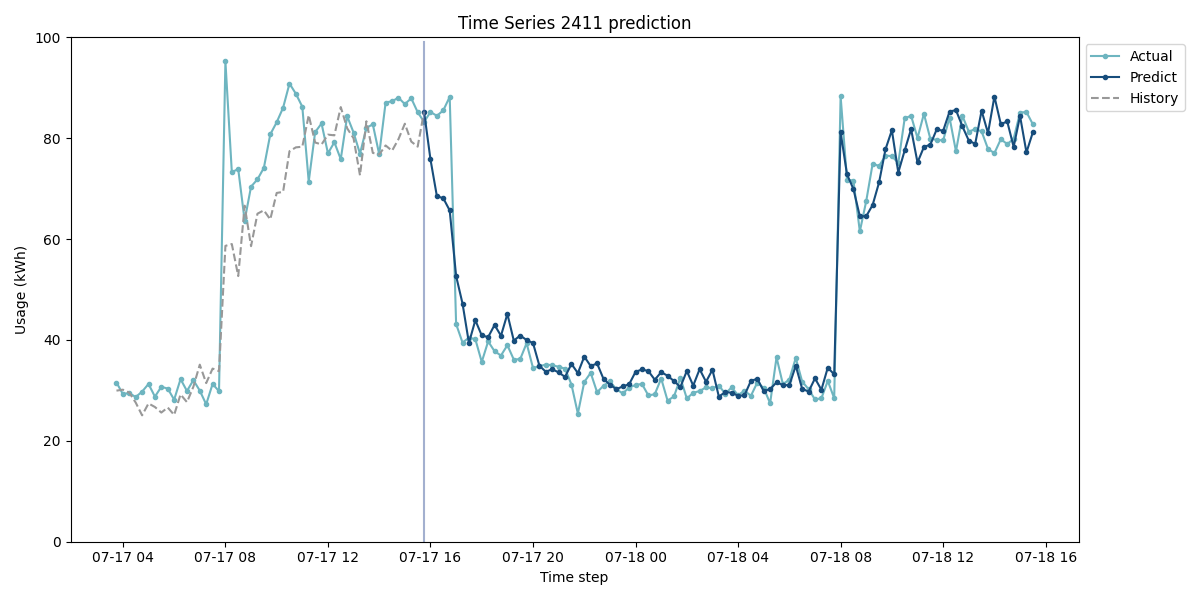 Time Series 2411 prediction
100
80
60
40
20
0
Usage (kWh)
07-17 04
07-17 08
07-17 12
07-17 16
07-17 20
07-18 00
07-18 04
07-18 08
07-18 12
07-18 16
Time step
Actual
Predict
History